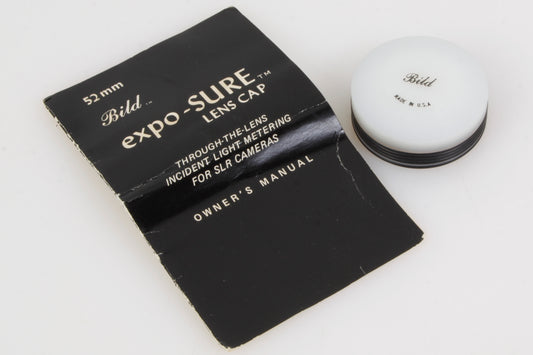 52mm
Bild™
expo-SURE™
LENS CAP
THROUGH-THE-LENS
INCIDENT LIGHT METERING
FOR SLR CAMERAS
OWNER'S MANUAL
Bild
MADE IN U.S.A